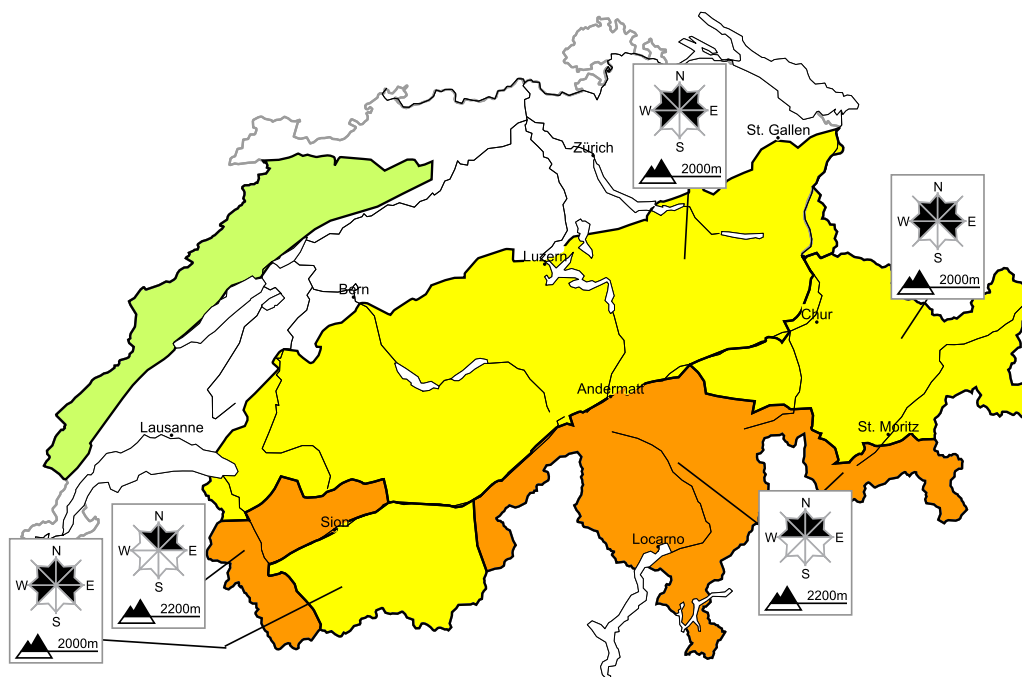 N
W E
S
2000m
St. Gallen
Zürich
N
W E
S
2000m
Luzern
Bern
Chur
Andermatt
Lausanne
St. Moritz
N
W E
S
2200m
Sion
N
W E
S
2200m
Locarno
N
W E
S
2000m